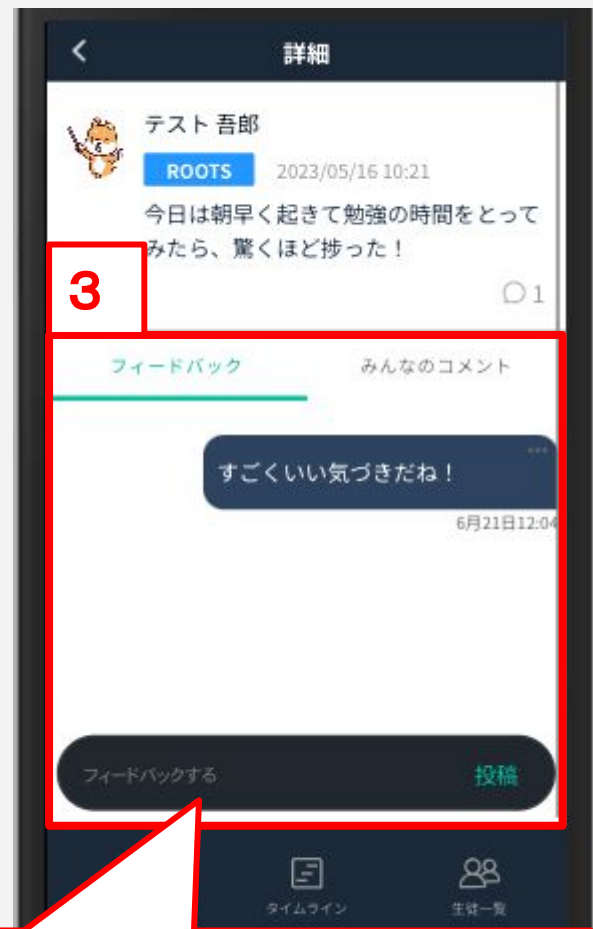 詳細
テスト 吾郎
ROOTS 2023/05/16 10:21
今日は朝早く起きて勉強の時間をとって
みたら、驚くほど捗った！
1
3
フィードバック みんなのコメント
すごくいい気づきだね！
6月21日12:04
フィードバックする 投稿
タイムライン 生徒一覧